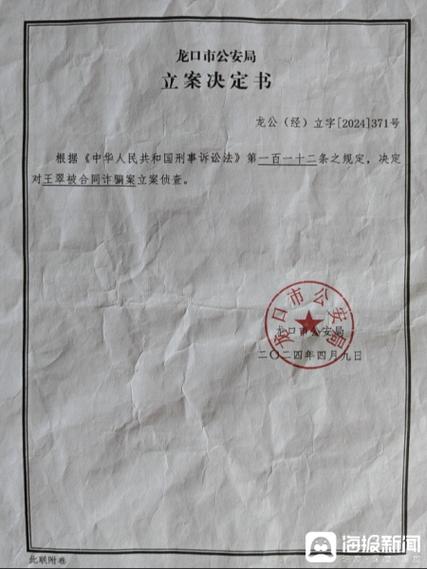 龙口市公安局
立案决定书
龙公（经）立字[2024]371号
根据《中华人民共和国刑事诉讼法》第一百一十二条之规定，决定
对王翠被合同诈骗案立案侦查。
龙口市公安局
龙口市公安局
二〇二四年四月九日
此联附卷
海报新闻